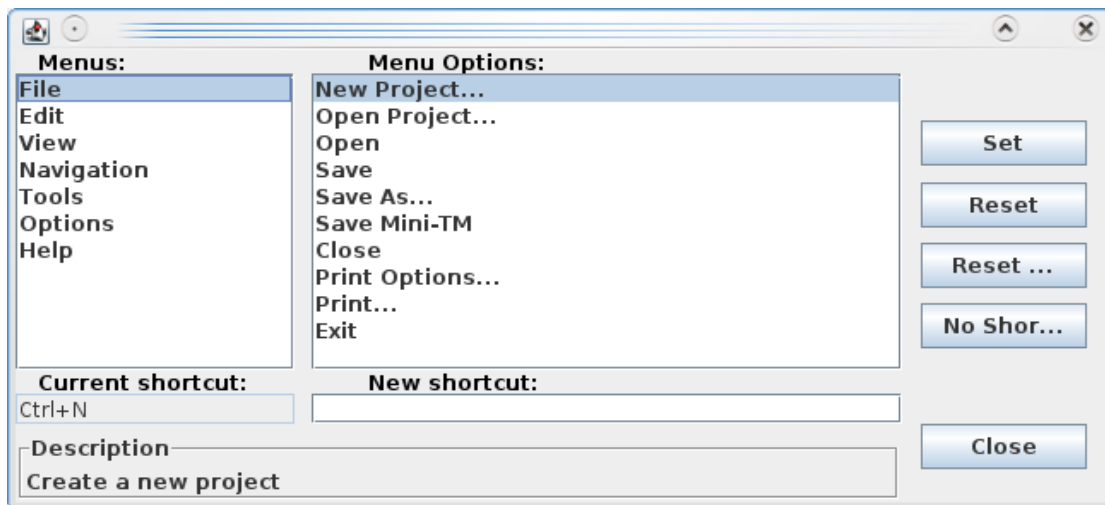 Menus:
File
Edit
View
Navigation
Tools
Options
Help
Menu Options:
New Project...
Open Project...
Open
Save
Save As...
Save Mini-TM
Close
Print Options...
Print...
Exit
Set
Reset
Reset ...
No Shor...
Current shortcut:
Ctrl+N
New shortcut:
Close
Description
Create a new project